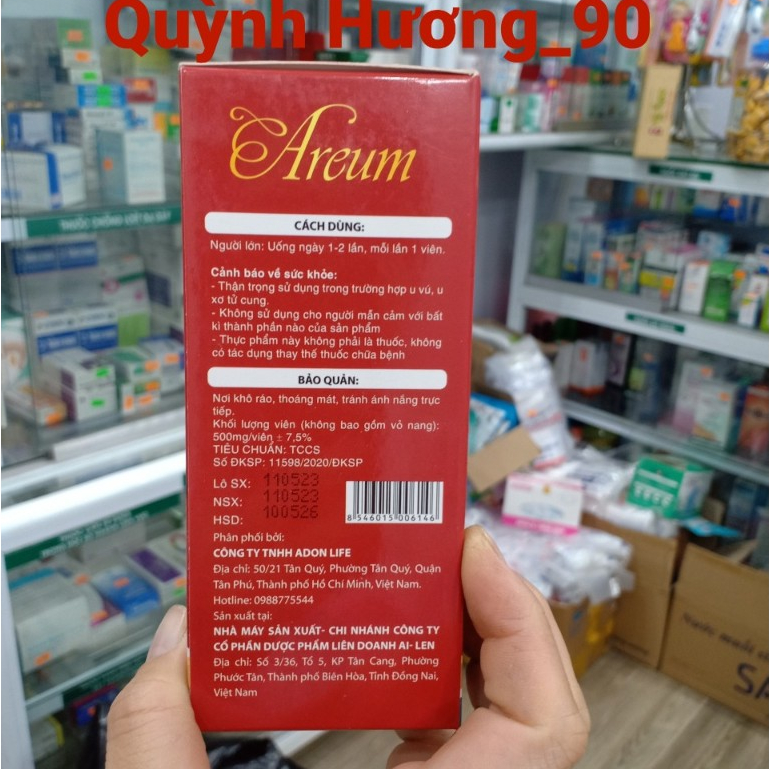 Quỳnh Hương_90
Areum
CÁCH DÙNG:
Người lớn: Uống ngày 1-2 lần, mỗi lần 1 viên.
Cảnh báo về sức khỏe:
- Thận trọng sử dụng trong trường hợp u vú, u
xơ tử cung.
- Không sử dụng cho người mẫn cảm với bất
kì thành phần nào của sản phẩm
- Thực phẩm này không phải là thuốc, không
có tác dụng thay thế thuốc chữa bệnh
BẢO QUẢN:
Nơi khô ráo, thoáng mát, tránh ánh nắng trực
tiếp.
Khối lượng viên (không bao gồm vỏ nang):
500mg/viên ± 7,5%
TIÊU CHUẨN: TCCS
Số ĐKSP: 11598/2020/ĐKSP
Lô SX: 110523
NSX: 110523
HSD: 100526
8 546015 006146
Phân phối bởi:
CÔNG TY TNHH ADON LIFE
Địa chỉ: 50/21 Tân Quý, Phường Tân Quý, Quận
Tân Phú, Thành phố Hồ Chí Minh, Việt Nam.
Hotline: 0988775544
Sản xuất tại:
NHÀ MÁY SẢN XUẤT- CHI NHÁNH CÔNG TY
CỔ PHẦN DƯỢC PHẨM LIÊN DOANH AI- LEN
Địa chỉ: Số 3/36, Tổ 5, KP Tân Cang, Phường
Phước Tân, Thành phố Biên Hòa, Tỉnh Đồng Nai,
Việt Nam